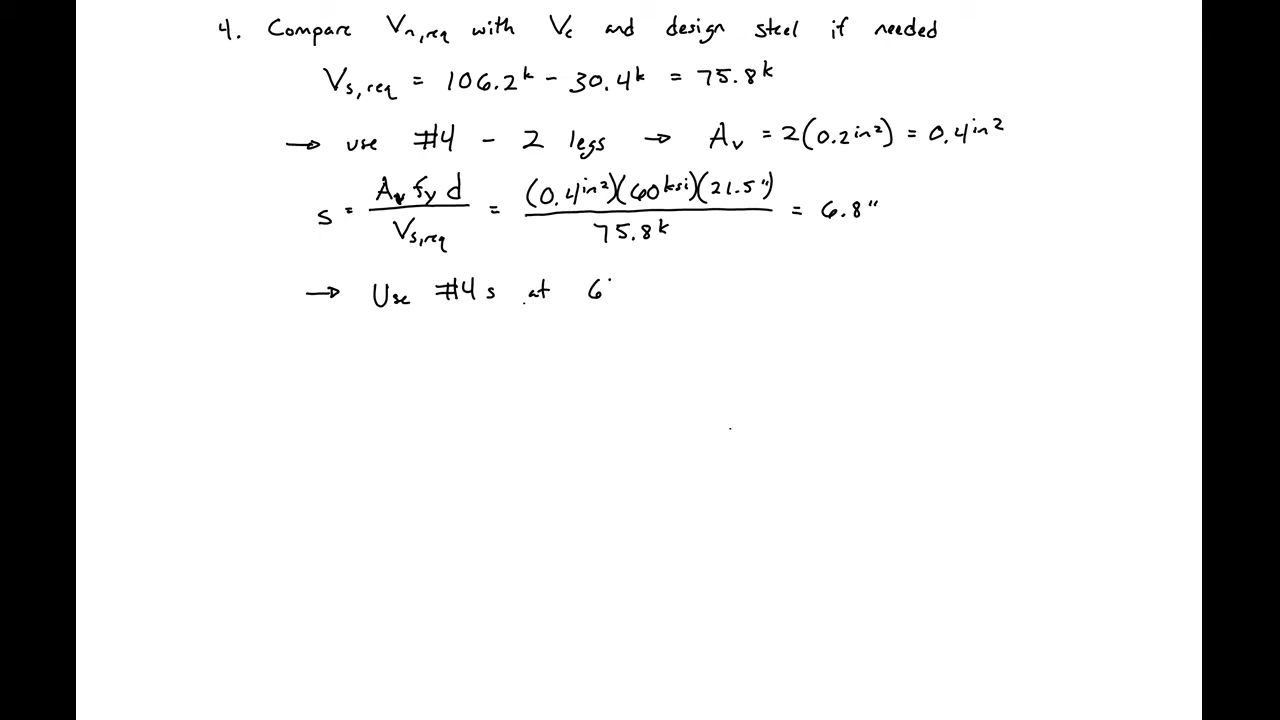 4. Compare Vn,req with Vc and design steel if needed
Vs,req = 106.2k - 30.4k = 75.8k
→ use #4 - 2 legs → Av = 2(0.2in²) = 0.4in²
s = Av fy d / Vs,req = (0.4in²)(60ksi)(21.5") / 75.8k = 6.8"
→ Use #4s at 6'